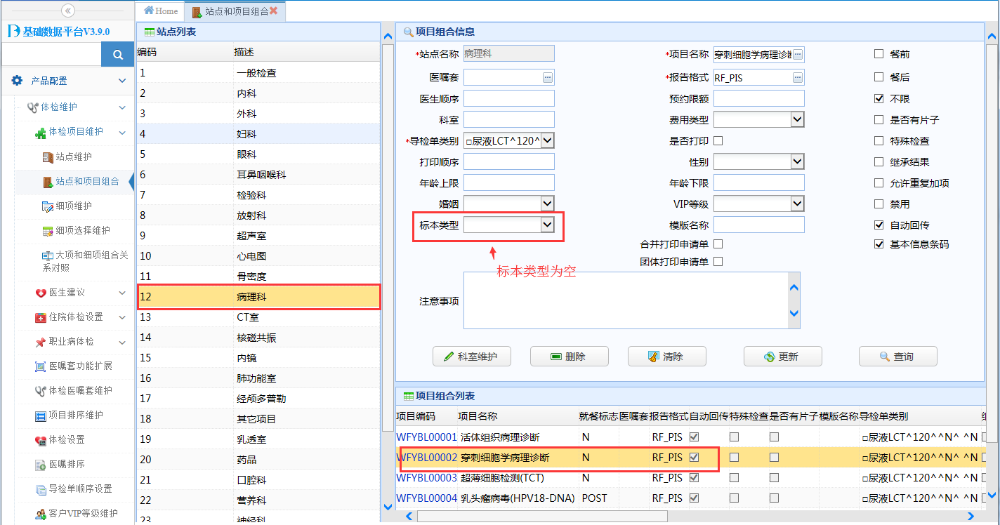 Home
站点和项目组合
基础数据平台V3.9.0
产品配置
体检维护
体检项目维护
站点维护
站点和项目组合
细项维护
细项选择维护
大项和细项组合关
系对照
医生建议
住院体检设置
职业病体检
医嘱套功能扩展
体检医嘱套维护
项目排序维护
体检设置
医嘱排序
导检单顺序设置
客户VIP等级维护
站点列表
编码 描述
1 一般检查
2 内科
3 外科
4 妇科
5 眼科
6 耳鼻咽喉科
7 检验科
8 放射科
9 超声室
10 心电图
11 骨密度
12 病理科
13 CT室
14 核磁共振
15 内镜
16 肺功能室
17 经颅多普勒
18 其它项目
19 乳透室
20 药品
21 口腔科
22 营养科
23 神经科
项目组合信息
*站点名称 病理科 *项目名称 穿刺细胞学病理诊断 餐前
医嘱套 *报告格式 RF_PIS 餐后
医生顺序 预约限额 不限
科室 费用类型 是否有片子
*导检单类别 □尿液LCT^120^ 是否打印 特殊检查
打印顺序 性别 继承结果
年龄上限 年龄下限 允许重复加项
婚姻 VIP等级 禁用
标本类型 模版名称 自动回传
合并打印申请单 基本信息条码
团体打印申请单
标本类型为空
注意事项
科室维护 删除 清除 更新 查询
项目组合列表
项目编码 项目名称 就餐标志 医嘱套 报告格式 自动回传 特殊检查 是否有片子 模版名称 导检单类别
WFYBL00001 活体组织病理诊断 N RF_PIS □尿液LCT^120^^N^ ^N
WFYBL00002 穿刺细胞学病理诊断 N RF_PIS □尿液LCT^120^^N^ ^N
WFYBL00003 超薄细胞检测(TCT) N RF_PIS □尿液LCT^120^^N^ ^N
WFYBL00004 乳头瘤病毒(HPV18-DNA) POST RF_PIS □尿液LCT^120^^N^ ^N